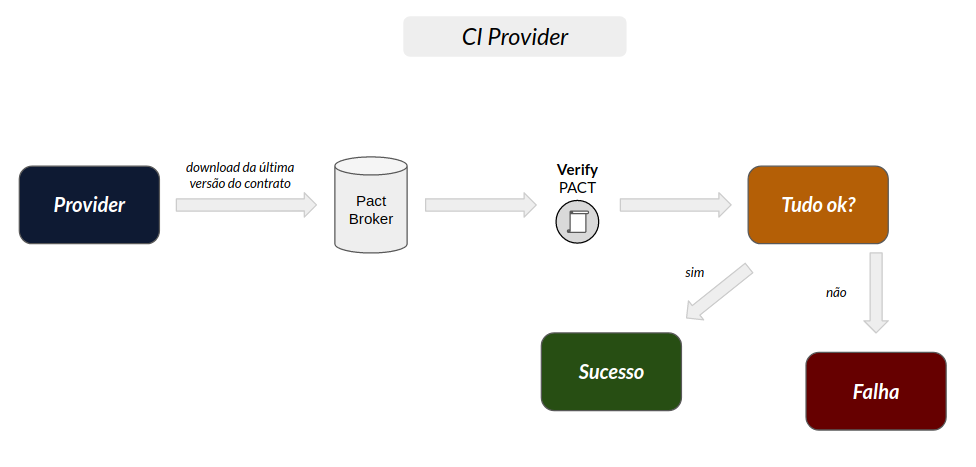 CI Provider
Provider
download da última
versão do contrato
Pact
Broker
Verify
PACT
Tudo ok?
sim
não
Sucesso
Falha